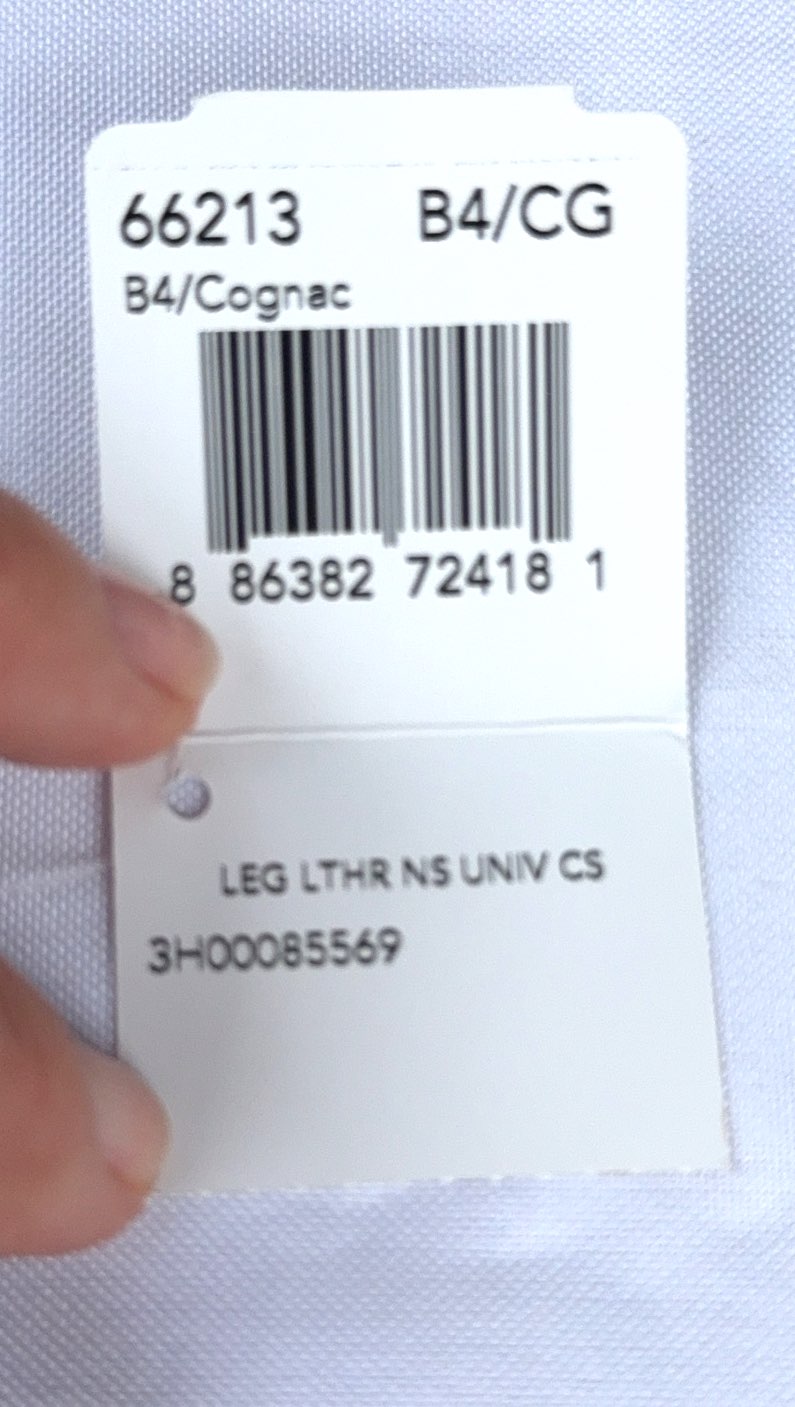 66213 B4/CG
B4/Cognac
8 86382 72418 1
LEG LTHR NS UNIV CS
3H00085569